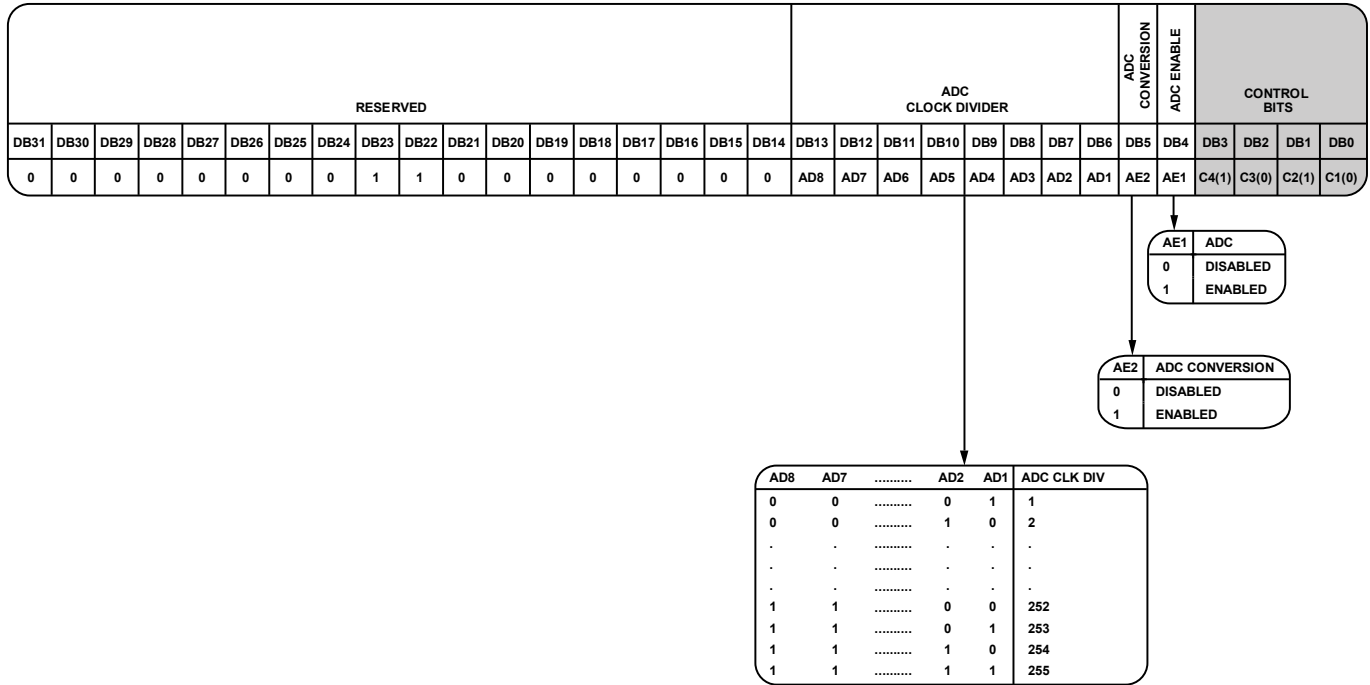 RESERVED
ADC
CLOCK DIVIDER
ADC
CONVERSION
ADC ENABLE
CONTROL
BITS
DB31 DB30 DB29 DB28 DB27 DB26 DB25 DB24 DB23 DB22 DB21 DB20 DB19 DB18 DB17 DB16 DB15 DB14 DB13 DB12 DB11 DB10 DB9 DB8 DB7 DB6 DB5 DB4 DB3 DB2 DB1 DB0
0 0 0 0 0 0 0 0 1 1 0 0 0 0 0 0 0 0 AD8 AD7 AD6 AD5 AD4 AD3 AD2 AD1 AE2 AE1 C4(1) C3(0) C2(1) C1(0)
AE1 ADC
0 DISABLED
1 ENABLED
AE2 ADC CONVERSION
0 DISABLED
1 ENABLED
AD8 AD7 .......... AD2 AD1 ADC CLK DIV
0 0 .......... 0 1 1
0 0 .......... 1 0 2
. . .......... . . .
. . .......... . . .
. . .......... . . .
1 1 .......... 0 0 252
1 1 .......... 0 1 253
1 1 .......... 1 0 254
1 1 .......... 1 1 255